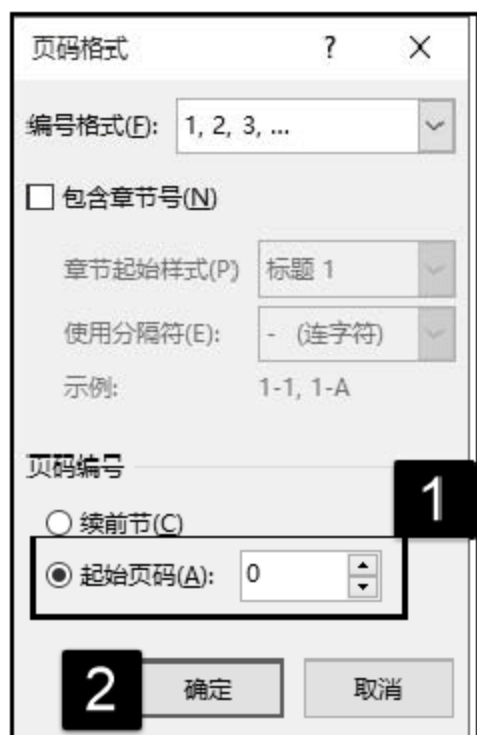 页码格式 ? ×
编号格式(F): 1, 2, 3, ...
包含章节号(N)
章节起始样式(P) 标题 1
使用分隔符(E): - (连字符)
示例: 1-1, 1-A
页码编号
1
续前节(C)
起始页码(A): 0
2 确定 取消